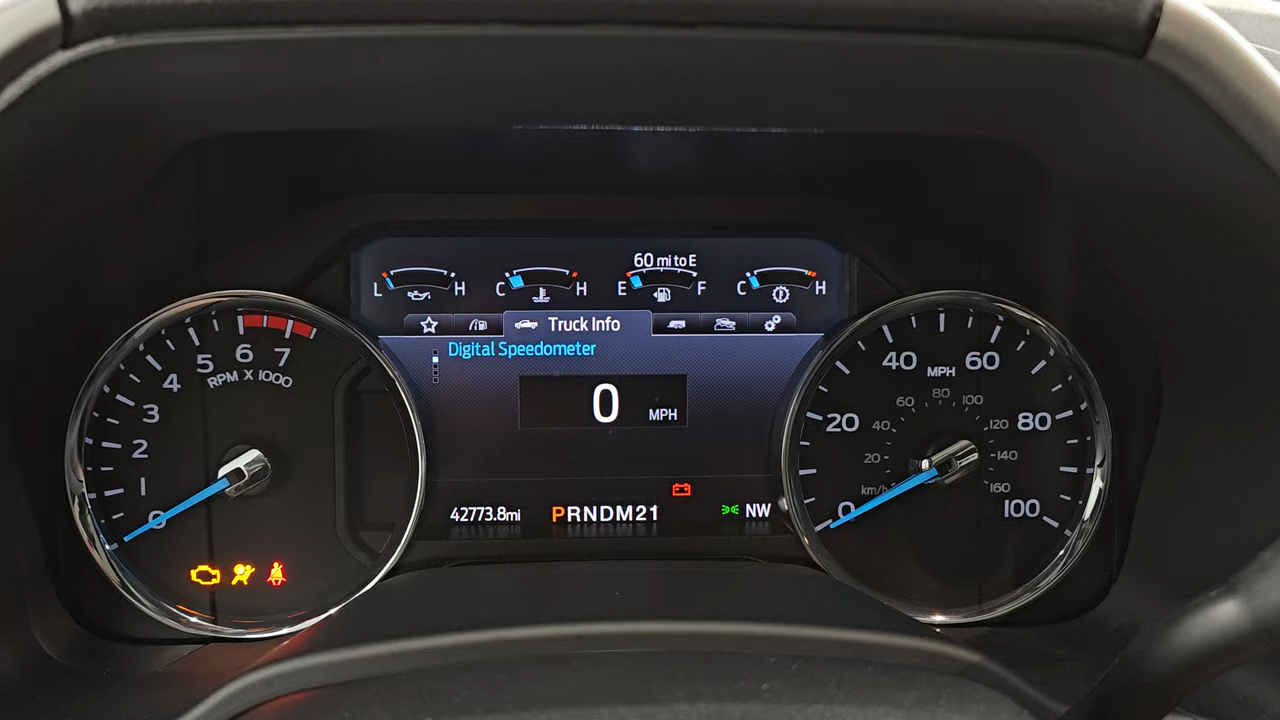 60 mi to E
L H C H E F C H
Truck Info
Digital Speedometer
0 MPH
42773.8mi PRNDM21 NW
0 1 2 3 4 5 6 7
RPM X 1000
0 20 40 60 80 100
MPH
20 40 60 80 100 120 140 160
km/h